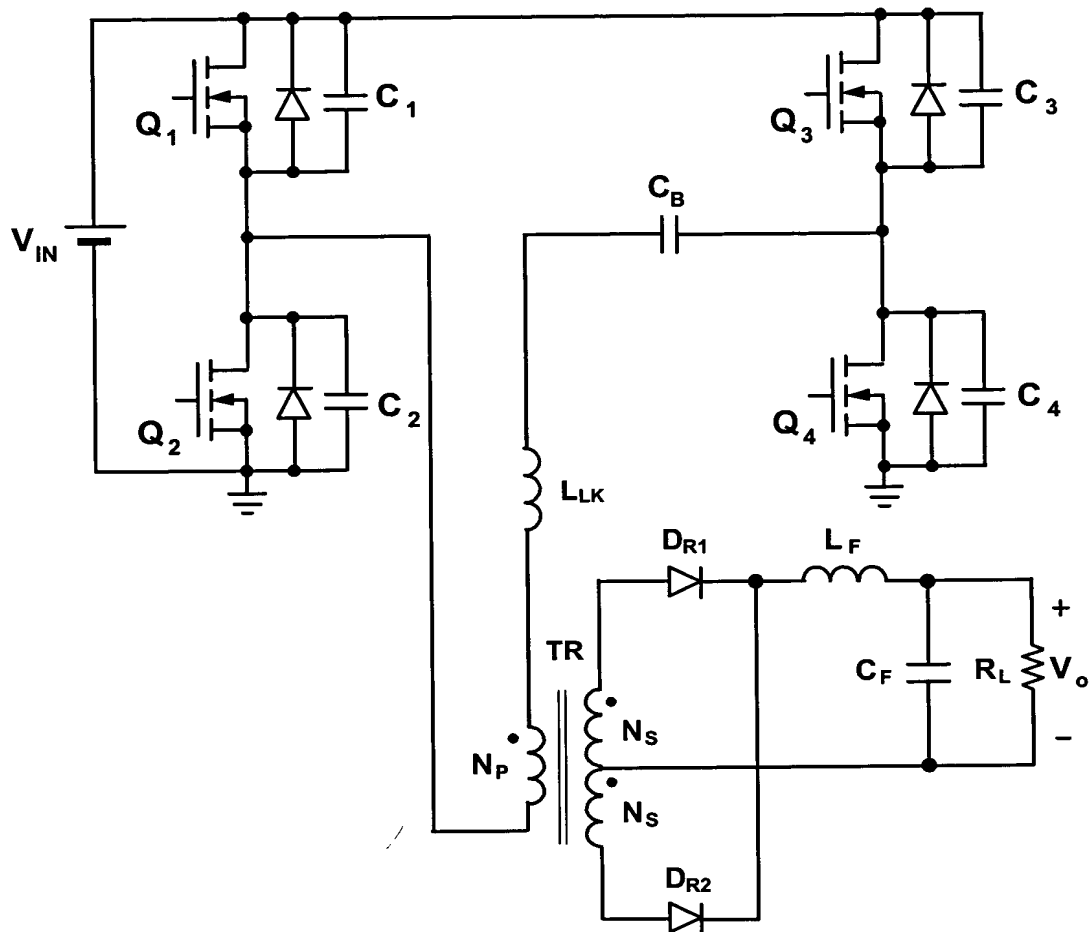 Q1
C1
Q3
C3
VIN
CB
Q2
C2
Q4
C4
LLK
DR1
LF
TR
+
CF
RL
Vo
NP
NS
−
NS
DR2